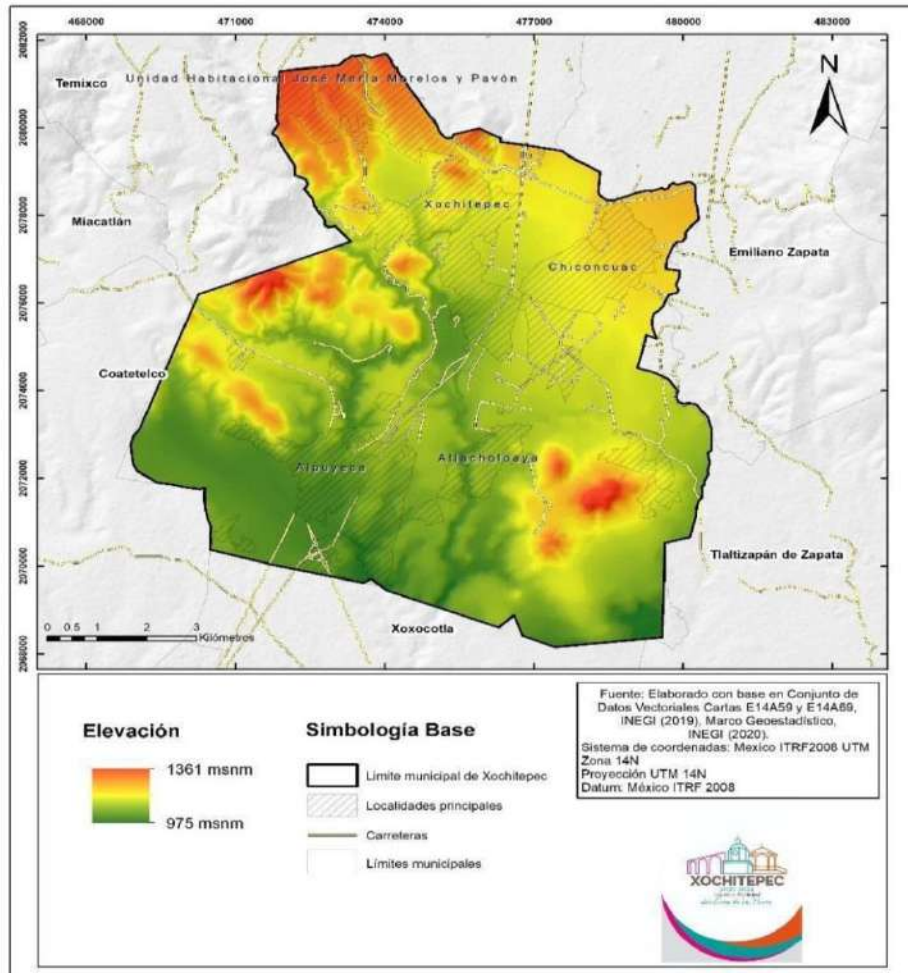 468000 471000 474000 477000 480000 483000
2082000
2080000
2078000
2076000
2074000
2072000
2070000
2068000
Temixco
Unidad Habitacional José María Morelos y Pavón
N
Miacatlán
Xochitepec
Emiliano Zapata
Chiconcuac
Coatetelco
Alpuyeca
Atlacholoaya
Tlaltizapán de Zapata
Xoxocotla
0 0.5 1 2 3
Kilómetros
Elevación
1361 msnm
975 msnm
Simbología Base
Límite municipal de Xochitepec
Localidades principales
Carreteras
Límites municipales
Fuente: Elaborado con base en Conjunto de
Datos Vectoriales Cartas E14A59 y E14A69,
INEGI (2019), Marco Geoestadístico,
INEGI (2020).
Sistema de coordenadas: Mexico ITRF2008 UTM
Zona 14N
Proyección UTM 14N
Datum: México ITRF 2008
XOCHITEPEC